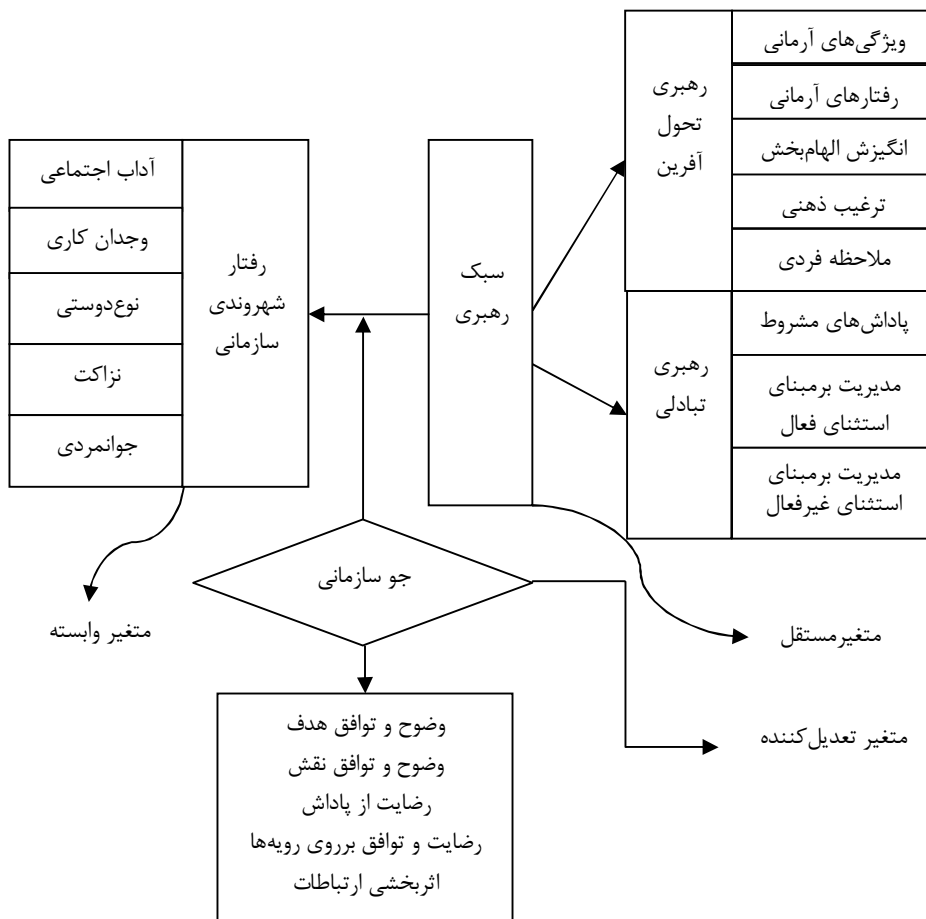 ویژگی‌های آرمانی
رفتارهای آرمانی
انگیزش الهام‌بخش
ترغیب ذهنی
ملاحظه فردی
رهبری
تحول
آفرین
پاداش‌های مشروط
مدیریت برمبنای
استثنای فعال
مدیریت برمبنای
استثنای غیرفعال
رهبری
تبادلی
سبک
رهبری
رفتار
شهروندی
سازمانی
آداب اجتماعی
وجدان کاری
نوع‌دوستی
نزاکت
جوانمردی
جو سازمانی
متغیر وابسته
متغیرمستقل
متغیر تعدیل‌کننده
وضوح و توافق هدف
وضوح و توافق نقش
رضایت از پاداش
رضایت و توافق برروی رویه‌ها
اثربخشی ارتباطات